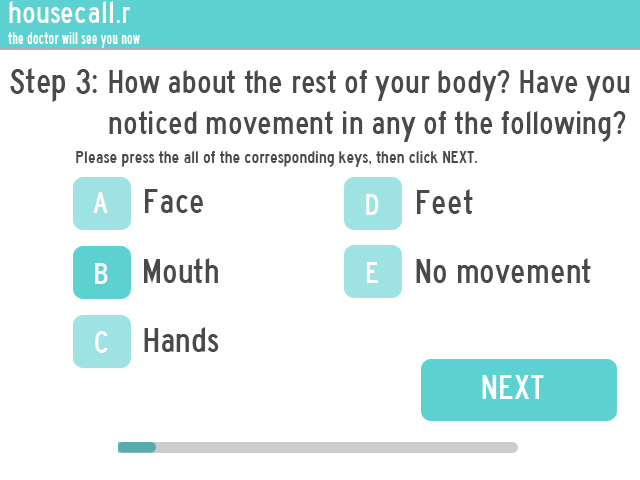 housecall.r
the doctor will see you now
Step 3: How about the rest of your body? Have you
noticed movement in any of the following?
Please press the all of the corresponding keys, then click NEXT.
A Face
B Mouth
C Hands
D Feet
E No movement
NEXT